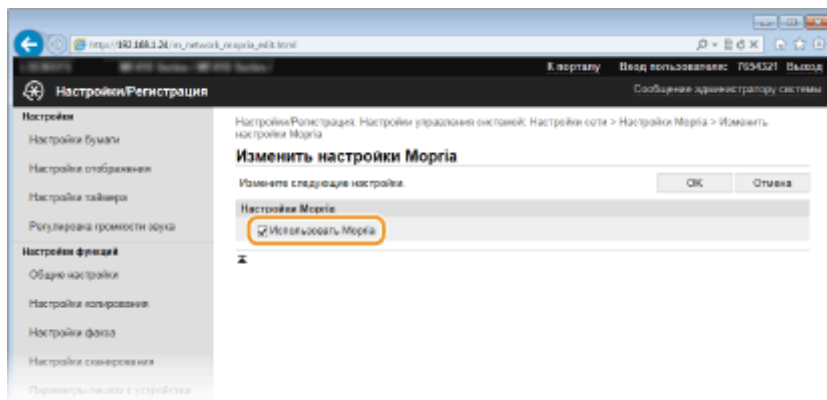 http://192.168.1.24/m_network_mopria_edit.html
К порталу Вход пользователя: 7654321 Выход
Настройки/Регистрация
Сообщение администратору системы
Настройки
Настройки бумаги
Настройки отображения
Настройки таймера
Регулировка громкости звука
Настройки функций
Общие настройки
Настройки копирования
Настройки факса
Настройки сканирования
Параметры печати с устройства
Настройки/Регистрация: Настройки управления системой: Настройки сети > Настройки Mopria > Изменить
настройки Mopria
Изменить настройки Mopria
Измените следующие настройки.
OK Отмена
Настройки Mopria
Использовать Mopria